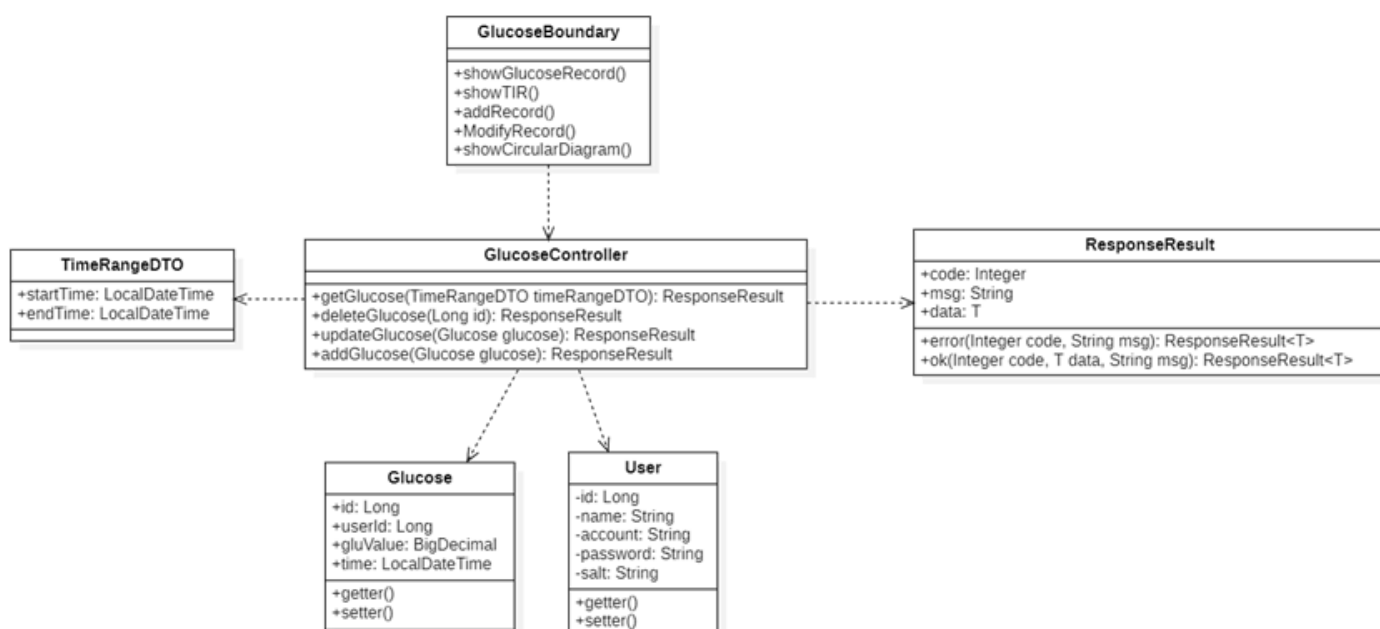 GlucoseBoundary
+showGlucoseRecord()
+showTIR()
+addRecord()
+ModifyRecord()
+showCircularDiagram()
TimeRangeDTO
+startTime: LocalDateTime
+endTime: LocalDateTime
GlucoseController
+getGlucose(TimeRangeDTO timeRangeDTO): ResponseResult
+deleteGlucose(Long id): ResponseResult
+updateGlucose(Glucose glucose): ResponseResult
+addGlucose(Glucose glucose): ResponseResult
ResponseResult
+code: Integer
+msg: String
+data: T
+error(Integer code, String msg): ResponseResult<T>
+ok(Integer code, T data, String msg): ResponseResult<T>
Glucose
+id: Long
+userId: Long
+gluValue: BigDecimal
+time: LocalDateTime
+getter()
+setter()
User
-id: Long
-name: String
-account: String
-password: String
-salt: String
+getter()
+setter()